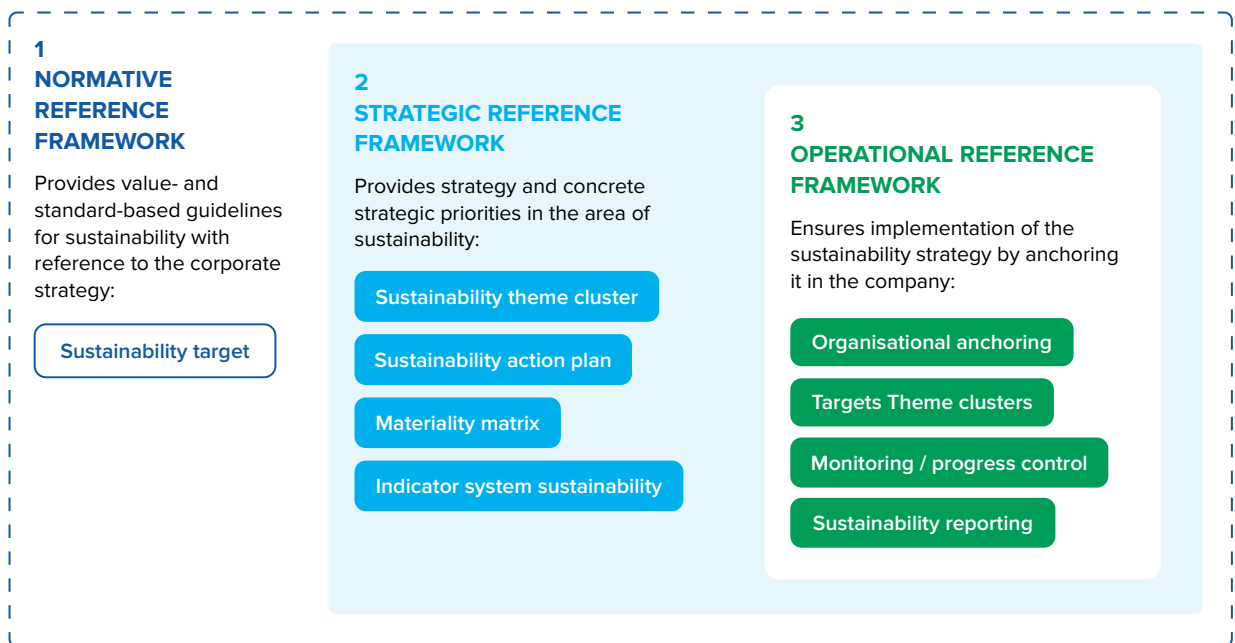 1
NORMATIVE
REFERENCE
FRAMEWORK
Provides value- and
standard-based guidelines
for sustainability with
reference to the corporate
strategy:
Sustainability target
2
STRATEGIC REFERENCE
FRAMEWORK
Provides strategy and concrete
strategic priorities in the area of
sustainability:
Sustainability theme cluster
Sustainability action plan
Materiality matrix
Indicator system sustainability
3
OPERATIONAL REFERENCE
FRAMEWORK
Ensures implementation of the
sustainability strategy by anchoring
it in the company:
Organisational anchoring
Targets Theme clusters
Monitoring / progress control
Sustainability reporting